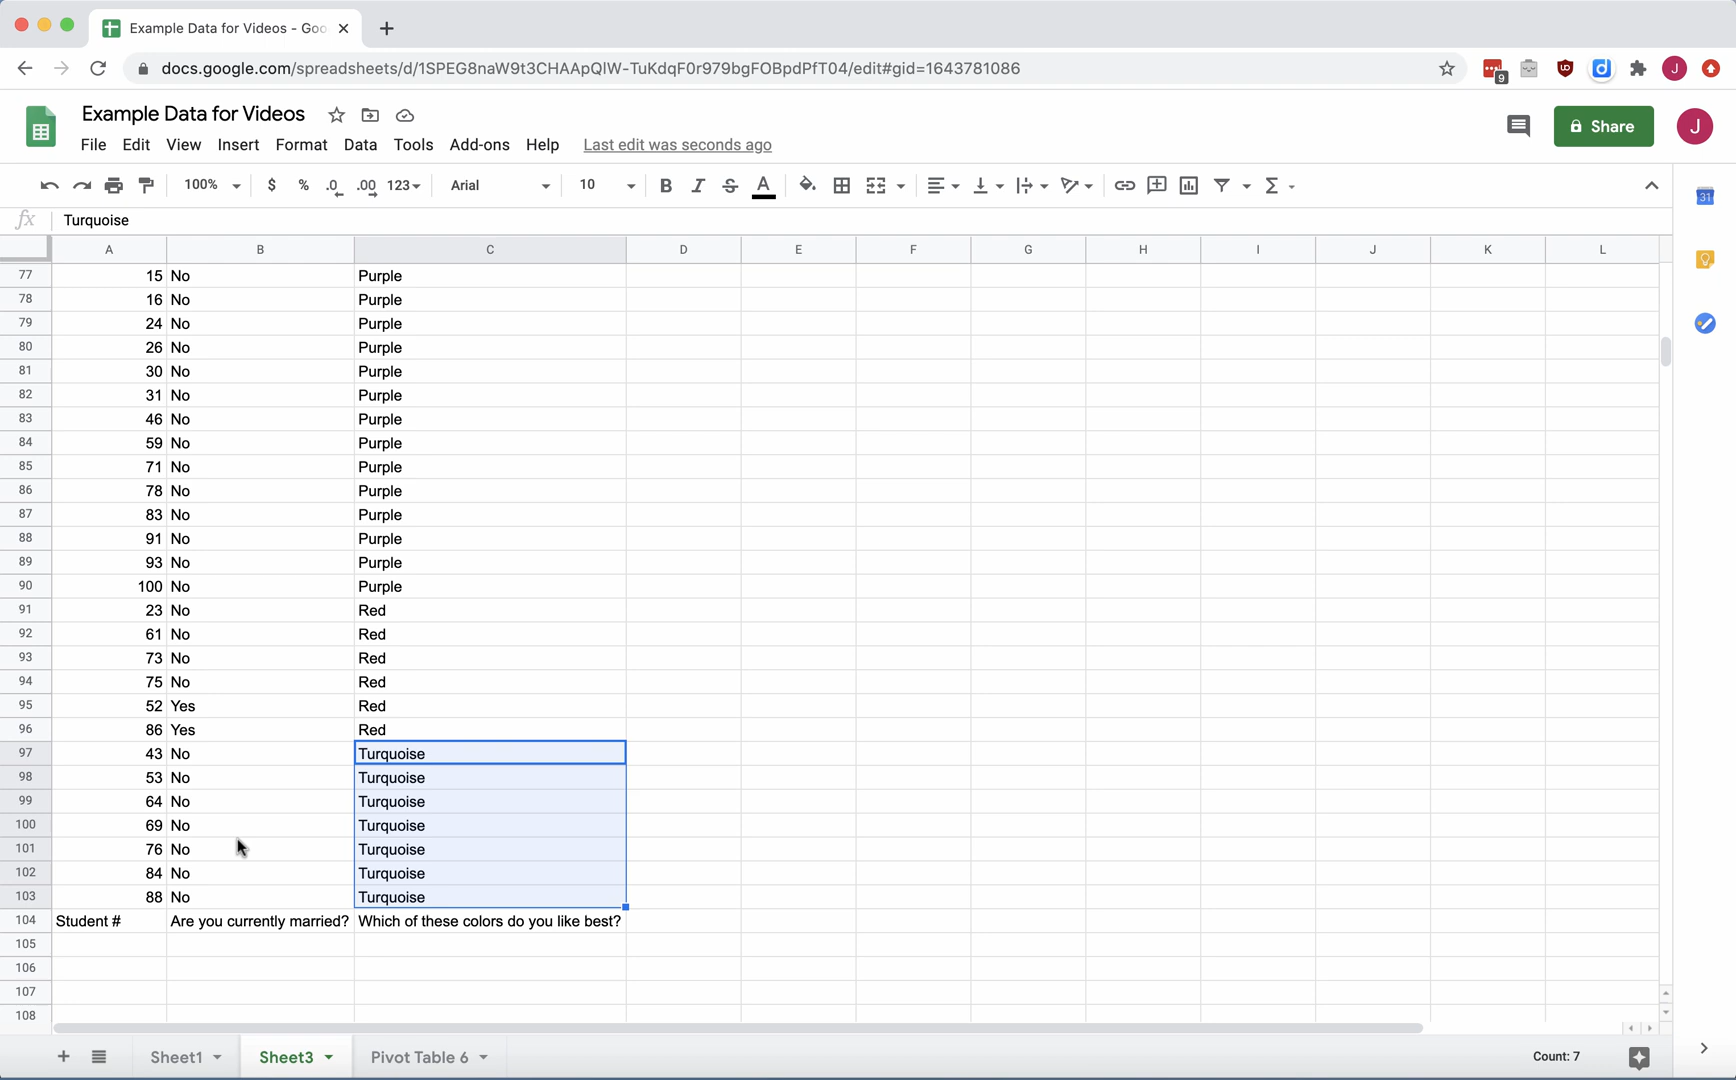 Example Data for Videos - Goo
docs.google.com/spreadsheets/d/1SPEG8naW9t3CHAApQlW-TuKdqF0r979bgFOBpdPfT04/edit#gid=1643781086
9
J
Example Data for Videos
File Edit View Insert Format Data Tools Add-ons Help Last edit was seconds ago
Share
J
100% $ % .0 .00 123 Arial 10 B I S A Σ
31
fx Turquoise
A B C D E F G H I J K L
77 15 No Purple
78 16 No Purple
79 24 No Purple
80 26 No Purple
81 30 No Purple
82 31 No Purple
83 46 No Purple
84 59 No Purple
85 71 No Purple
86 78 No Purple
87 83 No Purple
88 91 No Purple
89 93 No Purple
90 100 No Purple
91 23 No Red
92 61 No Red
93 73 No Red
94 75 No Red
95 52 Yes Red
96 86 Yes Red
97 43 No Turquoise
98 53 No Turquoise
99 64 No Turquoise
100 69 No Turquoise
101 76 No Turquoise
102 84 No Turquoise
103 88 No Turquoise
104 Student # Are you currently married? Which of these colors do you like best?
105
106
107
108
Sheet1 Sheet3 Pivot Table 6 Count: 7